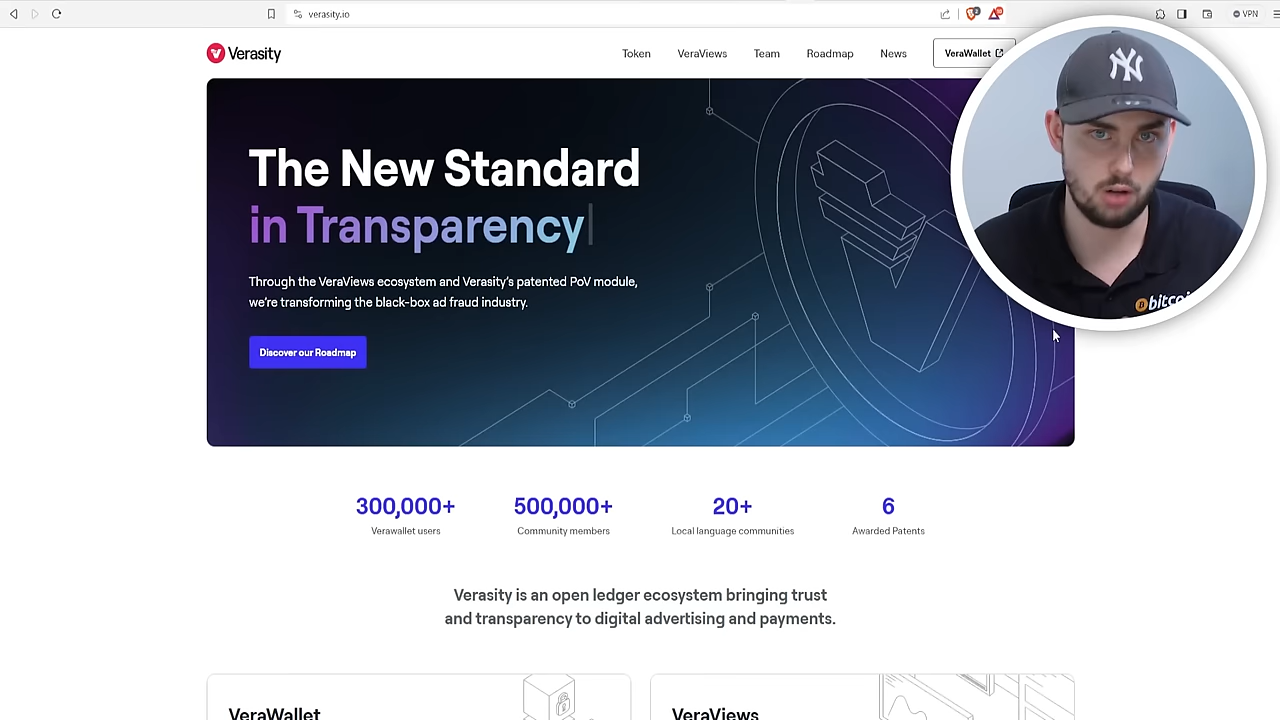 verasity.io
VPN
Verasity
Token
VeraViews
Team
Roadmap
News
VeraWallet
The New Standard
in Transparency
Through the VeraViews ecosystem and Verasity's patented PoV module,
we're transforming the black-box ad fraud industry.
Discover our Roadmap
NY
bitcoi
300,000+
Verawallet users
500,000+
Community members
20+
Local language communities
6
Awarded Patents
Verasity is an open ledger ecosystem bringing trust
and transparency to digital advertising and payments.
VeraWallet
VeraViews